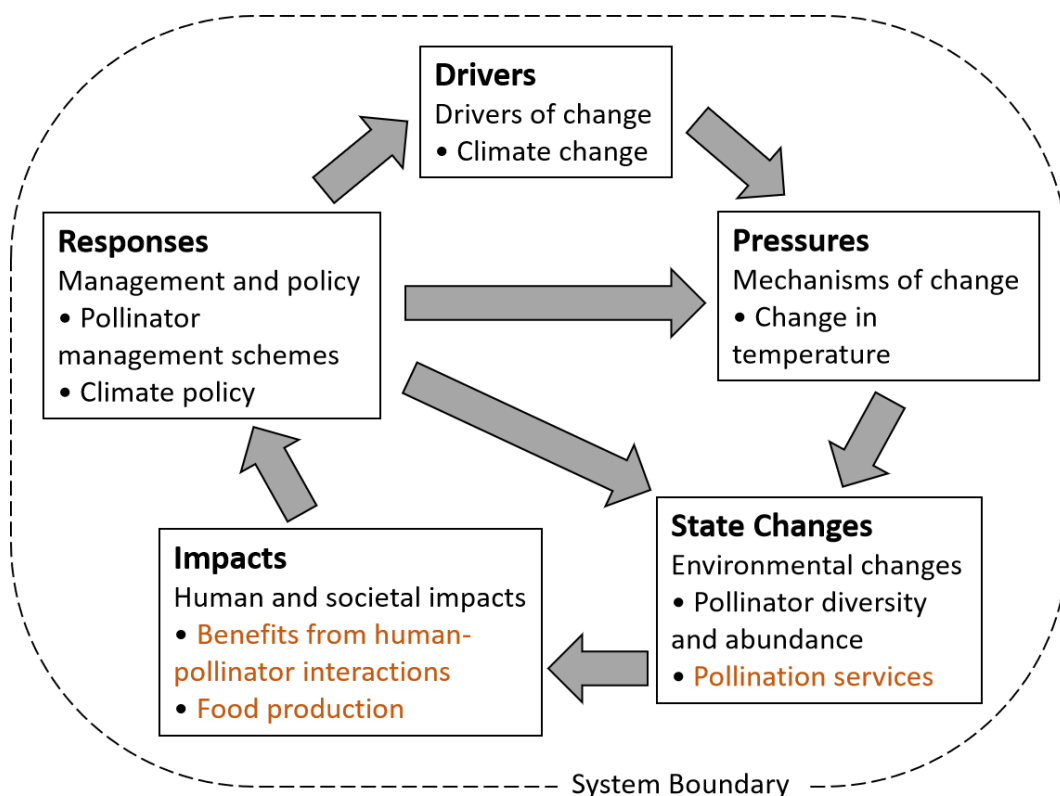 Drivers
Drivers of change
• Climate change
Responses
Management and policy
• Pollinator
management schemes
• Climate policy
Pressures
Mechanisms of change
• Change in
temperature
Impacts
Human and societal impacts
• Benefits from human-
pollinator interactions
• Food production
State Changes
Environmental changes
• Pollinator diversity
and abundance
• Pollination services
System Boundary